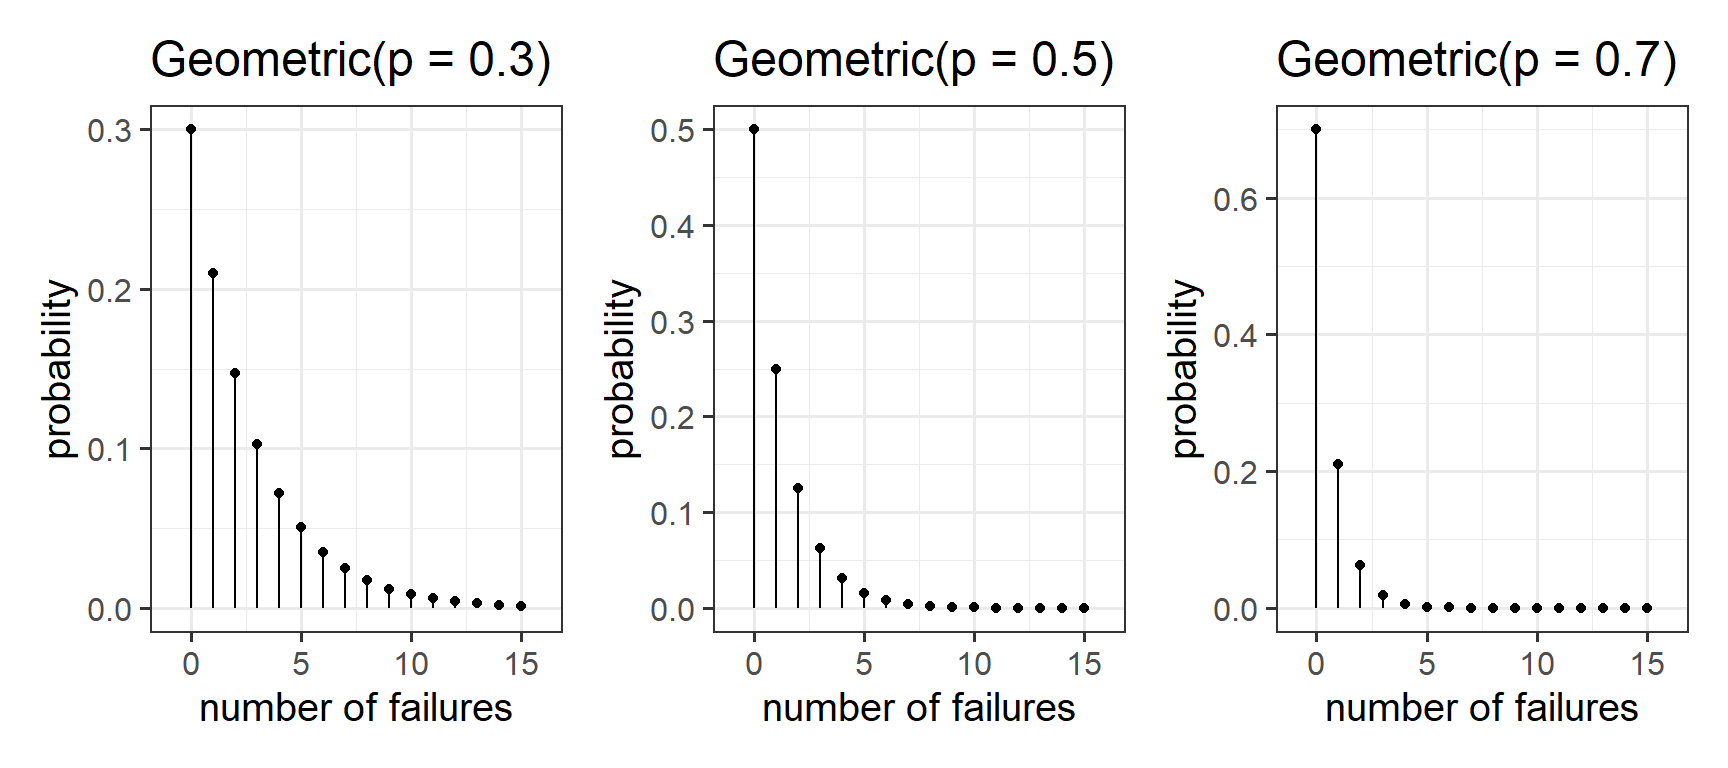 Geometric(p = 0.3)
0.3
0.2
0.1
0.0
probability
0 5 10 15
number of failures
Geometric(p = 0.5)
0.5
0.4
0.3
0.2
0.1
0.0
probability
0 5 10 15
number of failures
Geometric(p = 0.7)
0.6
0.4
0.2
0.0
probability
0 5 10 15
number of failures